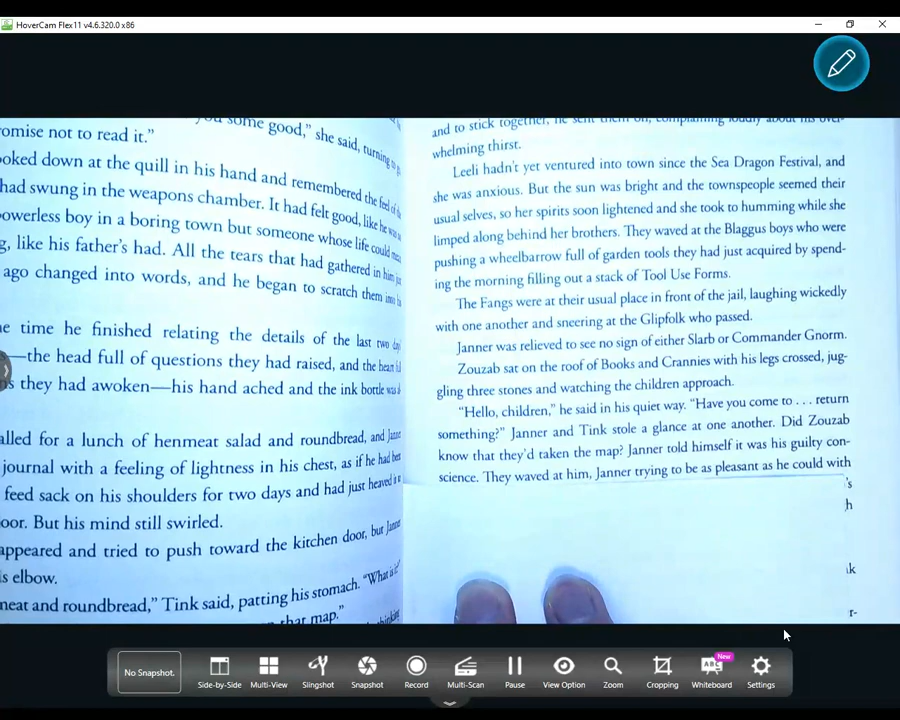 HoverCam Flex11 v4.6.320.0 x86
you some good," she said, turning to
omise not to read it."
ooked down at the quill in his hand and remembered the feel of the
had swung in the weapons chamber. It had felt good, like he was
owerless boy in a boring town but someone whose life could
g, like his father's had. All the tears that had gathered in him
ago changed into words, and he began to scratch them into
e time he finished relating the details of the last two
—the head full of questions they had raised, and the heart
s they had awoken—his hand ached and the ink bottle was
alled for a lunch of henmeat salad and roundbread, and Janner
journal with a feeling of lightness in his chest, as if he had been
feed sack on his shoulders for two days and had just heaved it
oor. But his mind still swirled.
appeared and tried to push toward the kitchen door, but Janner
is elbow.
meat and roundbread," Tink said, patting his stomach. "What is it?"
that map."
and to stick together, he sent them on, complaining loudly about his over-
whelming thirst.
Leeli hadn't yet ventured into town since the Sea Dragon Festival, and
she was anxious. But the sun was bright and the townspeople seemed their
usual selves, so her spirits soon lightened and she took to humming while she
limped along behind her brothers. They waved at the Blaggus boys who were
pushing a wheelbarrow full of garden tools they had just acquired by spend-
ing the morning filling out a stack of Tool Use Forms.
The Fangs were at their usual place in front of the jail, laughing wickedly
with one another and sneering at the Glipfolk who passed.
Janner was relieved to see no sign of either Slarb or Commander Gnorm.
Zouzab sat on the roof of Books and Crannies with his legs crossed, jug-
gling three stones and watching the children approach.
"Hello, children," he said in his quiet way. "Have you come to . . . return
something?" Janner and Tink stole a glance at one another. Did Zouzab
know that they'd taken the map? Janner told himself it was his guilty con-
science. They waved at him, Janner trying to be as pleasant as he could with
's
h
k
r-
No Snapshot.
Side-by-Side
Multi-View
Slingshot
Snapshot
Record
Multi-Scan
Pause
View Option
Zoom
Cropping
New
ABC
Whiteboard
Settings